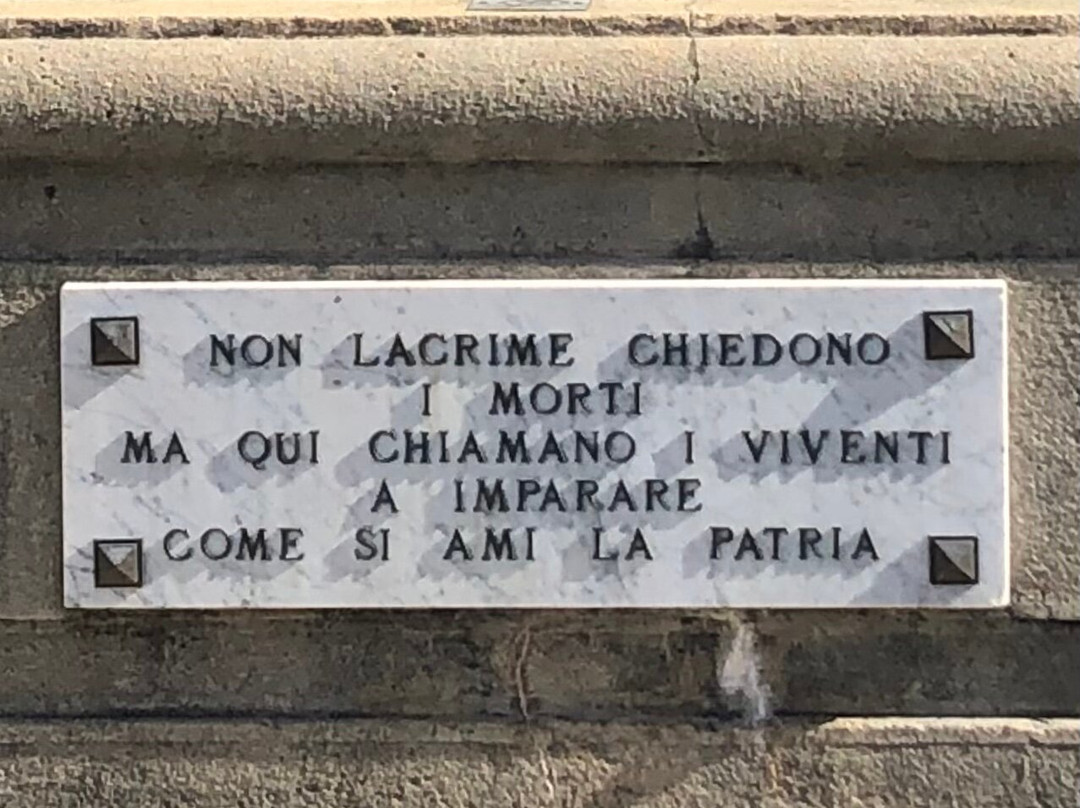 NON LACRIME CHIEDONO
I MORTI
MA QUI CHIAMANO I VIVENTI
A IMPARARE
COME SI AMI LA PATRIA